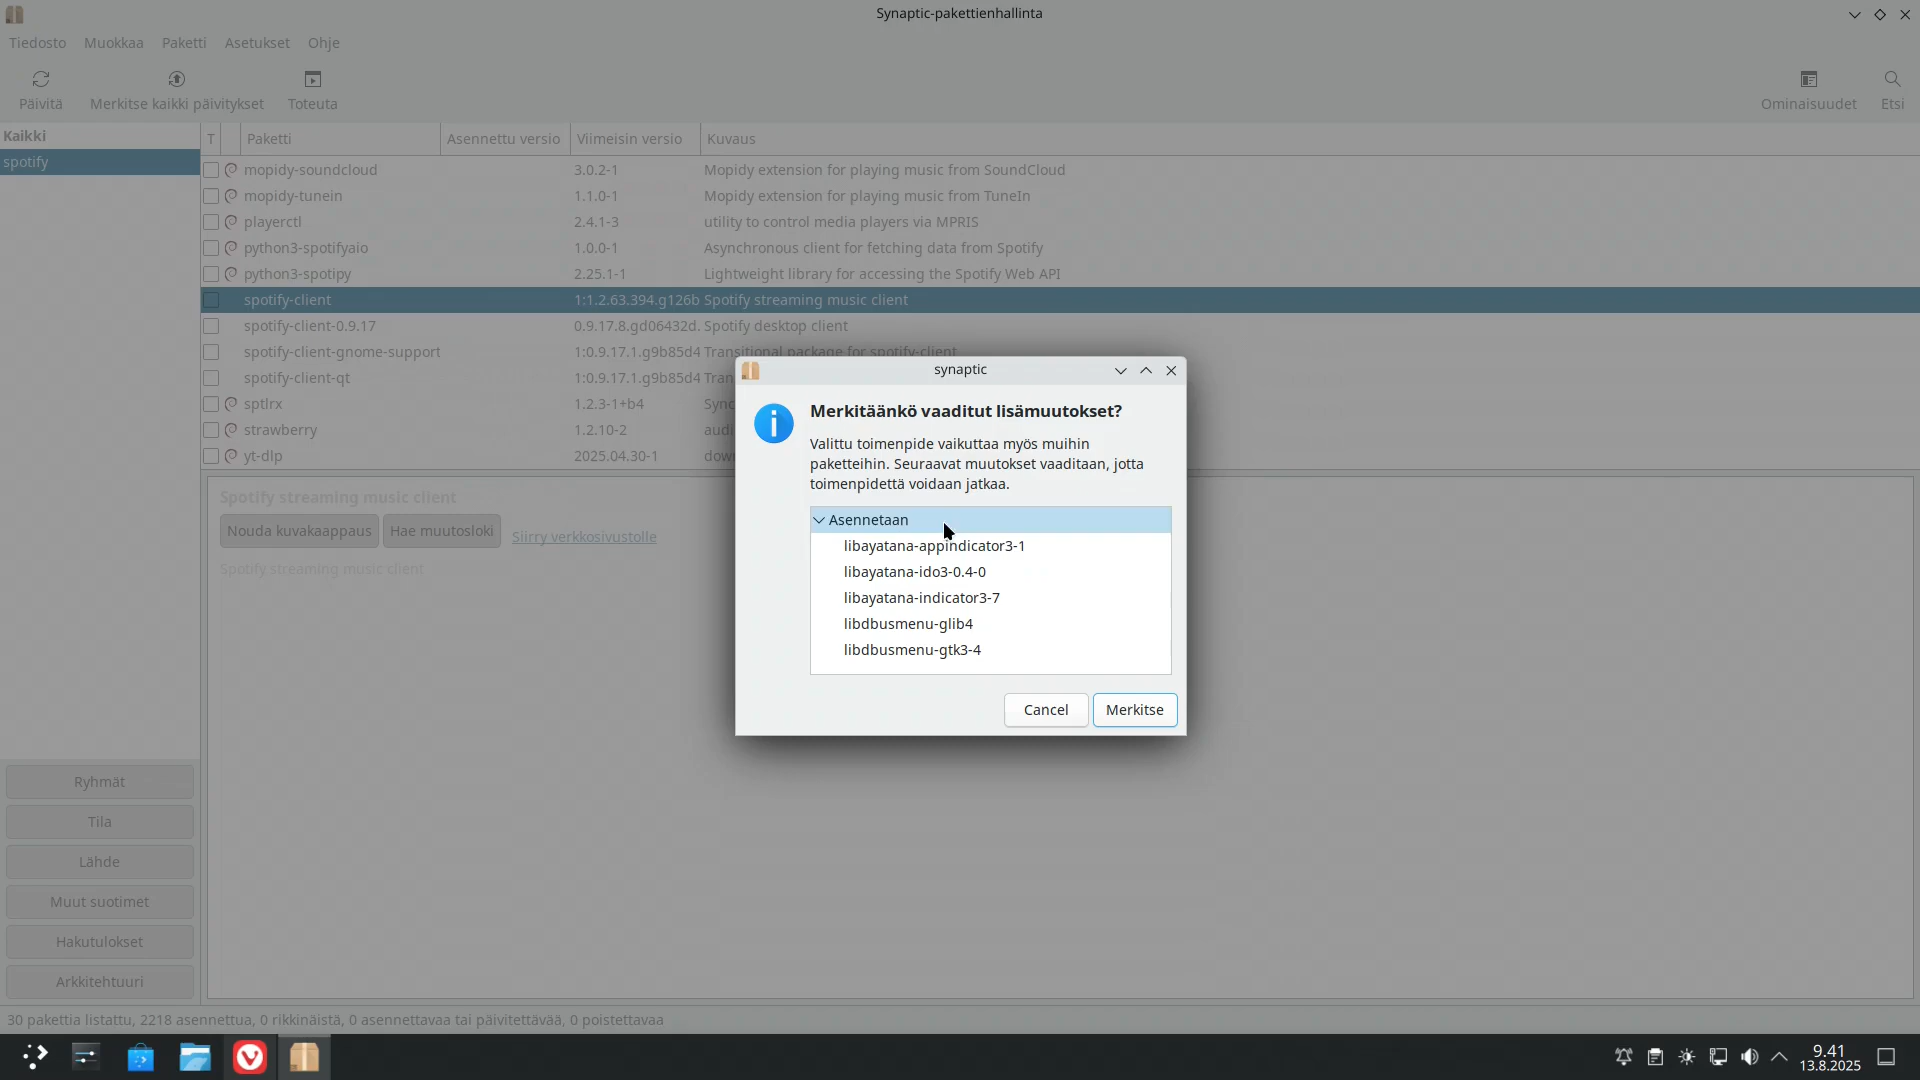 Synaptic-pakettienhallinta
Tiedosto Muokkaa Paketti Asetukset Ohje
Päivitä Merkitse kaikki päivitykset Toteuta Ominaisuudet Etsi
Kaikki
spotify
T Paketti Asennettu versio Viimeisin versio Kuvaus
mopidy-soundcloud 3.0.2-1 Mopidy extension for playing music from SoundCloud
mopidy-tunein 1.1.0-1 Mopidy extension for playing music from TuneIn
playerctl 2.4.1-3 utility to control media players via MPRIS
python3-spotifyaio 1.0.0-1 Asynchronous client for fetching data from Spotify
python3-spotipy 2.25.1-1 Lightweight library for accessing the Spotify Web API
spotify-client 1:1.2.63.394.g126b Spotify streaming music client
spotify-client-0.9.17 0.9.17.8.gd06432d. Spotify desktop client
spotify-client-gnome-support 1:0.9.17.1.g9b85d4 Transitional package for spotify-client
spotify-client-qt 1:0.9.17.1.g9b85d4 Tran
sptlrx 1.2.3-1+b4 Sync
strawberry 1.2.10-2 audi
yt-dlp 2025.04.30-1 dow
Spotify streaming music client
Nouda kuvakaappaus Hae muutosloki Siirry verkkosivustolle
Spotify streaming music client
synaptic
Merkitäänkö vaaditut lisämuutokset?
Valittu toimenpide vaikuttaa myös muihin
paketteihin. Seuraavat muutokset vaaditaan, jotta
toimenpidettä voidaan jatkaa.
Asennetaan
libayatana-appindicator3-1
libayatana-ido3-0.4-0
libayatana-indicator3-7
libdbusmenu-glib4
libdbusmenu-gtk3-4
Cancel Merkitse
Ryhmät
Tila
Lähde
Muut suotimet
Hakutulokset
Arkkitehtuuri
30 pakettia listattu, 2218 asennettua, 0 rikkinäistä, 0 asennettavaa tai päivitettävää, 0 poistettavaa
9.41
13.8.2025